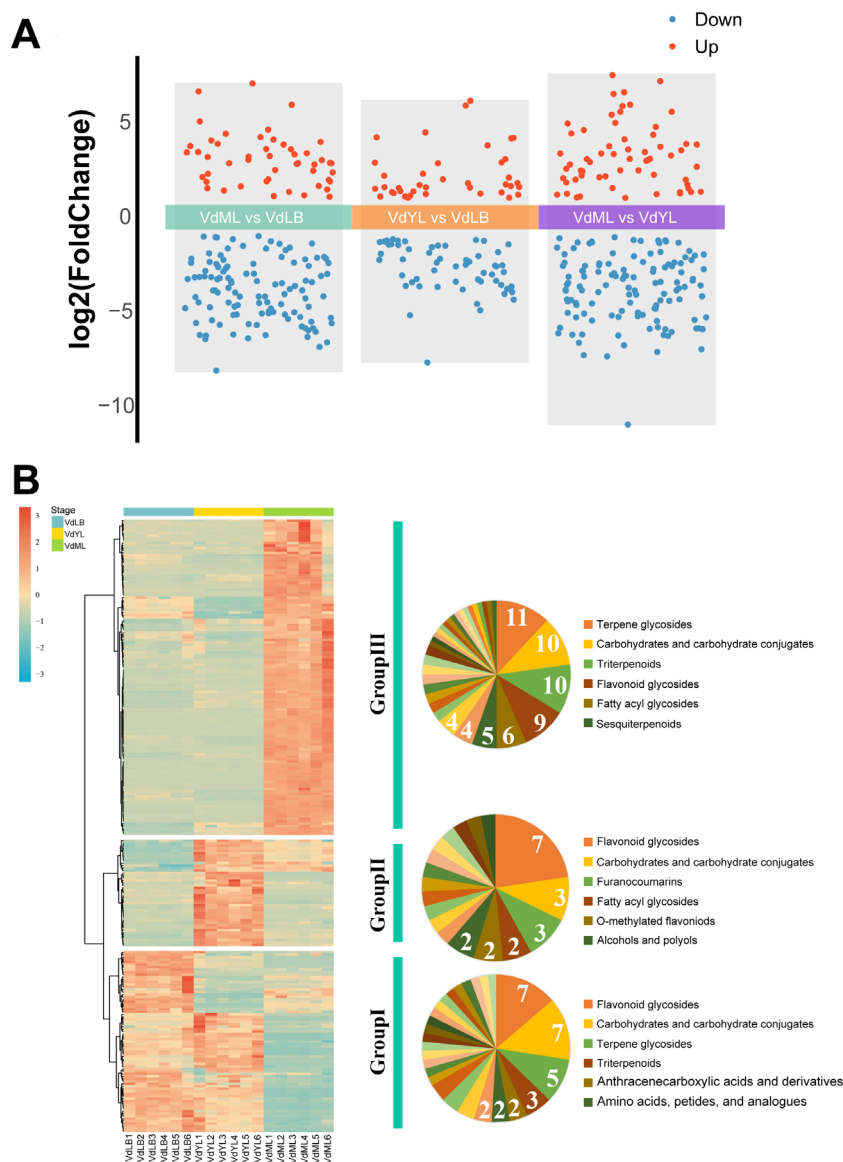 A
Down
Up
log2(FoldChange)
5
0
−5
−10
VdML vs VdLB
VdYL vs VdLB
VdML vs VdYL
B
3
2
1
0
−1
−2
−3
Stage
VdLB
VdYL
VdML
GroupIII
11
10
10
9
6
5
4
4
Terpene glycosides
Carbohydrates and carbohydrate conjugates
Triterpenoids
Flavonoid glycosides
Fatty acyl glycosides
Sesquiterpenoids
GroupII
7
3
3
2
2
2
Flavonoid glycosides
Carbohydrates and carbohydrate conjugates
Furanocoumarins
Fatty acyl glycosides
O-methylated flavoniods
Alcohols and polyols
GroupI
7
7
5
3
2
2
2
Flavonoid glycosides
Carbohydrates and carbohydrate conjugates
Terpene glycosides
Triterpenoids
Anthracenecarboxylic acids and derivatives
Amino acids, petides, and analogues
VdLB1
VdLB2
VdLB3
VdLB4
VdLB5
VdLB6
VdYL1
VdYL2
VdYL3
VdYL4
VdYL5
VdYL6
VdML1
VdML2
VdML3
VdML4
VdML5
VdML6